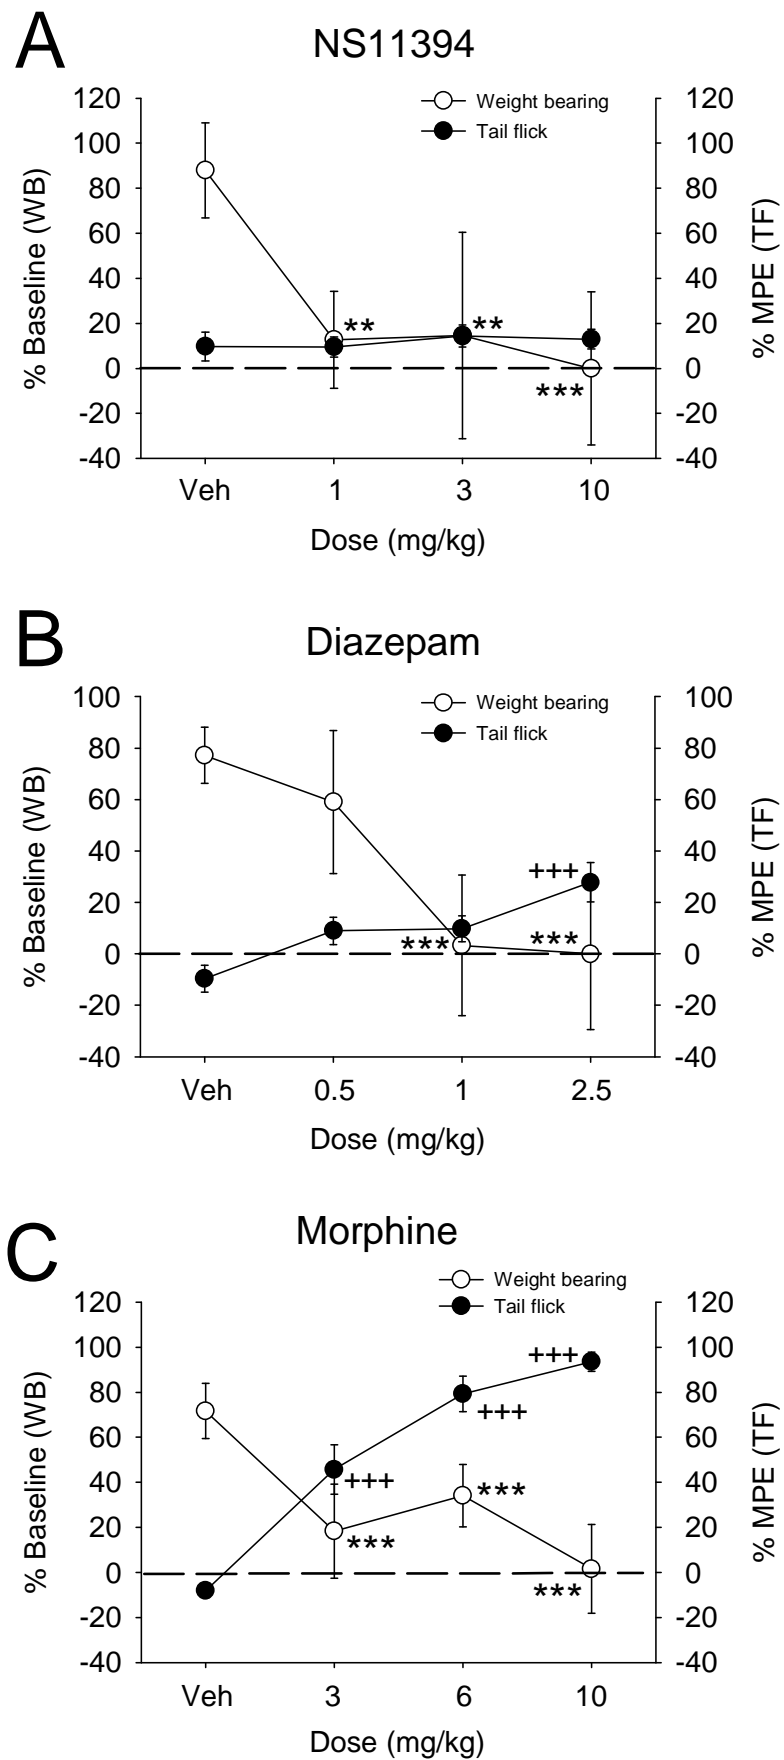 A
NS11394
Weight bearing
Tail flick
120 120
100 100
80 80
60 60
40 40
20 ** ** 20
0 0
*** 
-20 -20
-40 -40
% Baseline (WB)
% MPE (TF)
Veh 1 3 10
Dose (mg/kg)
B
Diazepam
Weight bearing
Tail flick
100 100
80 80
60 60
40 40
+++
20 20
*** ***
0 0
-20 -20
-40 -40
% Baseline (WB)
% MPE (TF)
Veh 0.5 1 2.5
Dose (mg/kg)
C
Morphine
Weight bearing
Tail flick
120 120
100 +++ 100
80 80
+++
60 60
40 +++ *** 40
20 *** 20
0 0
***
-20 -20
-40 -40
% Baseline (WB)
% MPE (TF)
Veh 3 6 10
Dose (mg/kg)